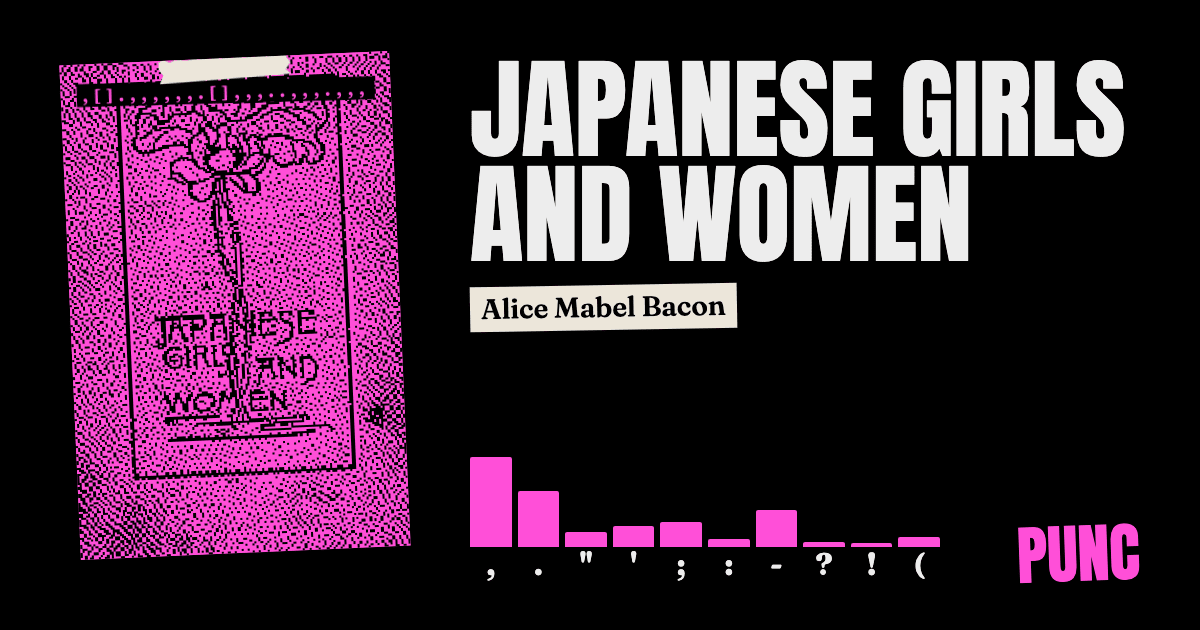 ,[].,,,,,,.[],,,..,,,,.,,,
JAPANESE
GIRLS AND
WOMEN
JAPANESE GIRLS
AND WOMEN
Alice Mabel Bacon
, . " ' ; : - ? ! (
PUNC